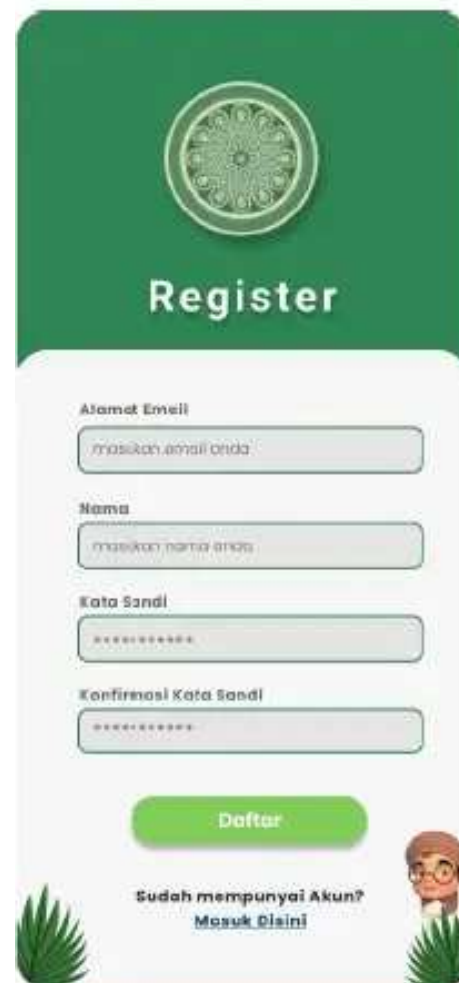 Register
Alamat Email
masukan email anda
Nama
masukan nama anda
Kata Sandi
***********
Konfirmasi Kata Sandi
***********
Daftar
Sudah mempunyai Akun?
Masuk Disini